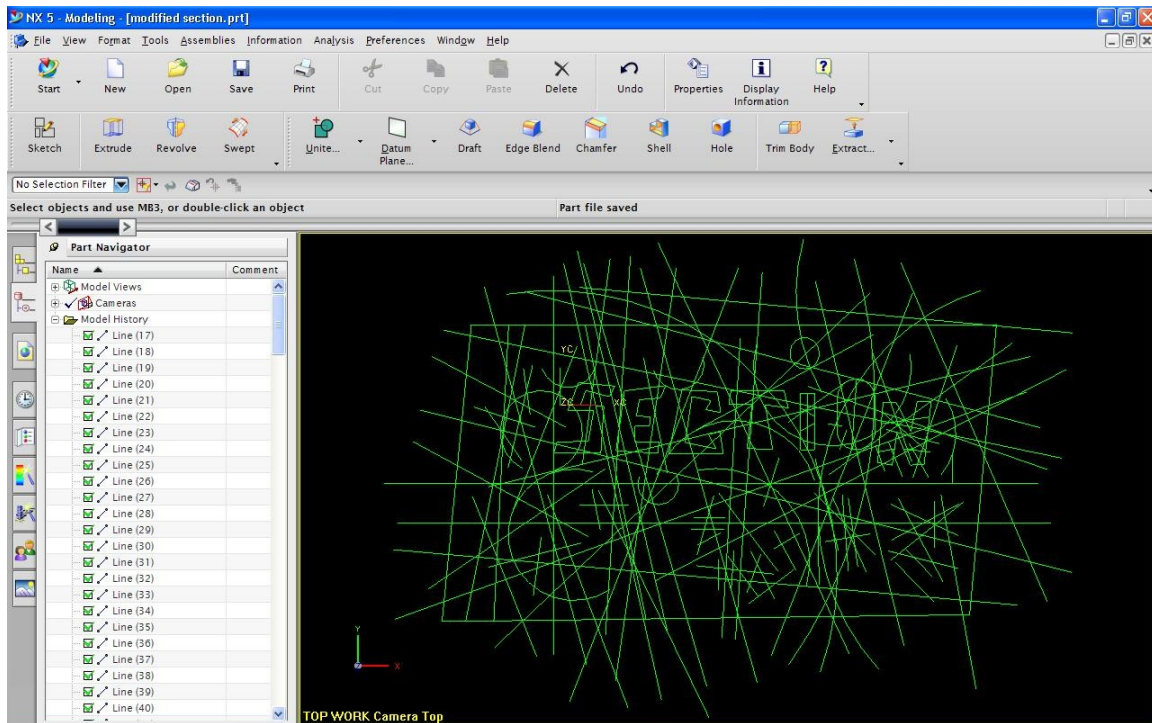 NX 5 - Modeling - [modified section.prt]
File View Format Tools Assemblies Information Analysis Preferences Window Help
Start New Open Save Print Cut Copy Paste Delete Undo Properties Display Information Help
Sketch Extrude Revolve Swept Unite... Datum Plane... Draft Edge Blend Chamfer Shell Hole Trim Body Extract...
No Selection Filter
Select objects and use MB3, or double-click an object Part file saved
Part Navigator
Name Comment
Model Views
Cameras
Model History
Line (17)
Line (18)
Line (19)
Line (20)
Line (21)
Line (22)
Line (23)
Line (24)
Line (25)
Line (26)
Line (27)
Line (28)
Line (29)
Line (30)
Line (31)
Line (32)
Line (33)
Line (34)
Line (35)
Line (36)
Line (37)
Line (38)
Line (39)
Line (40)
YC
ZC XC
SECTION
Y
X
TOP WORK Camera Top